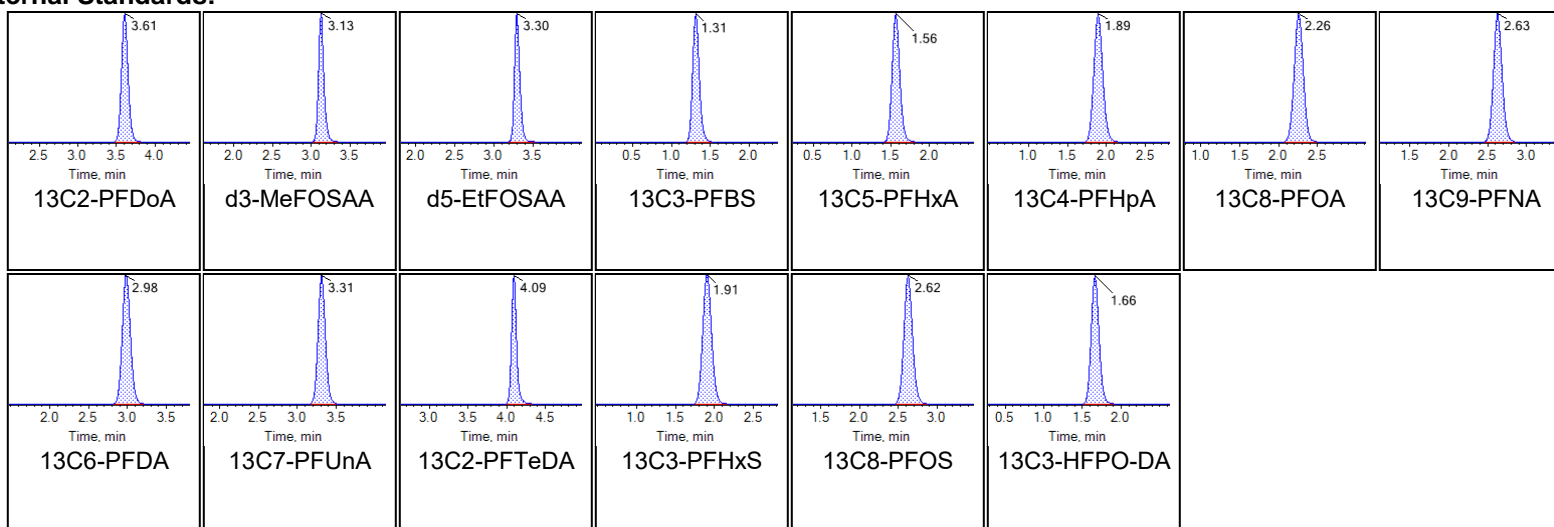 ternal Standards:
3.61
2.5 3.0 3.5 4.0
Time, min
13C2-PFDoA
3.13
2.0 2.5 3.0 3.5
Time, min
d3-MeFOSAA
3.30
2.0 2.5 3.0 3.5
Time, min
d5-EtFOSAA
1.31
0.5 1.0 1.5 2.0
Time, min
13C3-PFBS
1.56
0.5 1.0 1.5 2.0
Time, min
13C5-PFHxA
1.89
1.0 1.5 2.0 2.5
Time, min
13C4-PFHpA
2.26
1.0 1.5 2.0 2.5
Time, min
13C8-PFOA
2.63
1.5 2.0 2.5 3.0
Time, min
13C9-PFNA
2.98
2.0 2.5 3.0 3.5
Time, min
13C6-PFDA
3.31
2.0 2.5 3.0 3.5
Time, min
13C7-PFUnA
4.09
3.0 3.5 4.0 4.5
Time, min
13C2-PFTeDA
1.91
1.0 1.5 2.0 2.5
Time, min
13C3-PFHxS
2.62
1.5 2.0 2.5 3.0
Time, min
13C8-PFOS
1.66
0.5 1.0 1.5 2.0
Time, min
13C3-HFPO-DA